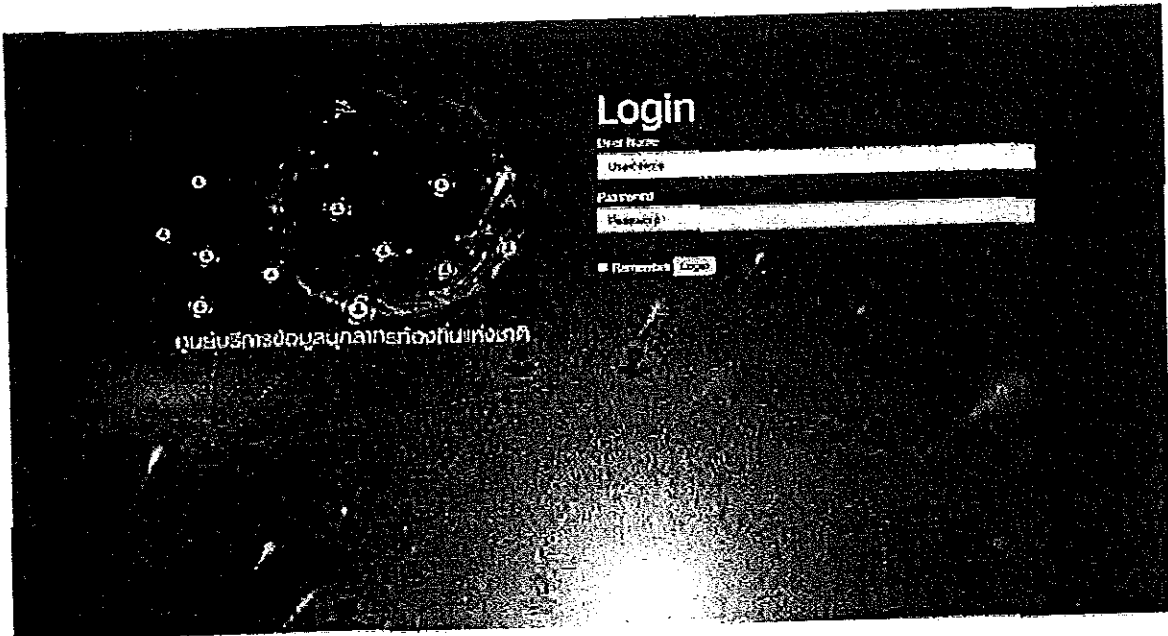 Login
User Name
Username
Password
Password
Remember Login
ศูนย์บริการข้อมูลบุคลากรท้องถิ่นแห่งชาติ